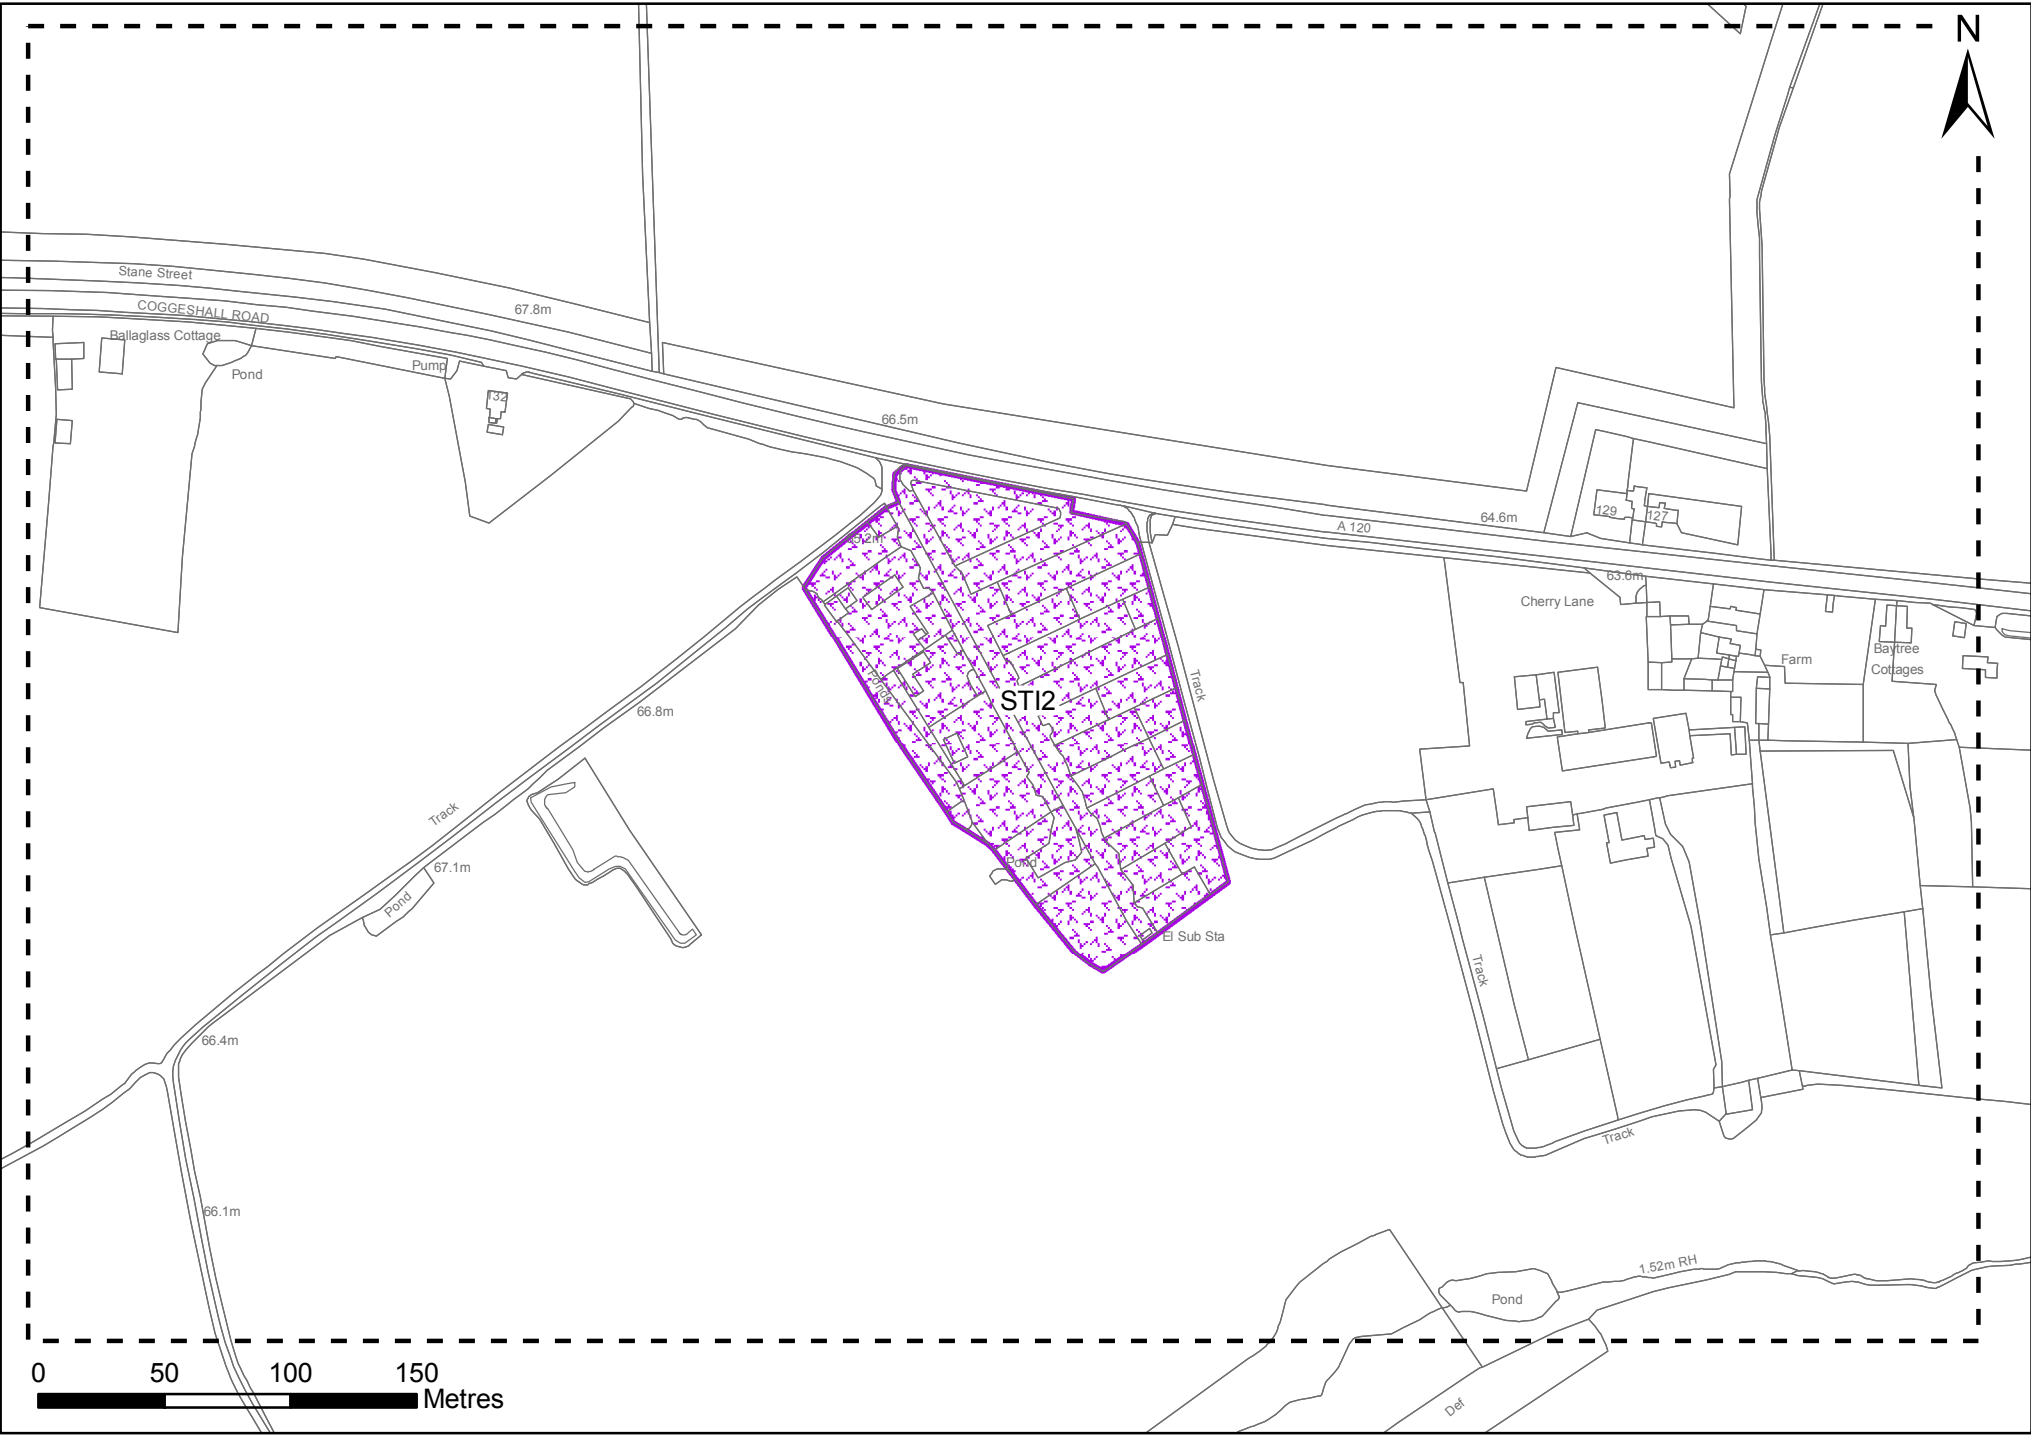 N
Stane Street
COGGESHALL ROAD
67.8m
Ballaglass Cottage
Pond
Pump
132
66.5m
129
127
64.6m
A 120
63.6m
Cherry Lane
Farm
Baytree
Cottages
Ponds
STI2
Track
66.8m
Track
Pond
67.1m
Pond
El Sub Sta
Track
66.4m
Track
66.1m
1.52m RH
Pond
Def
0 50 100 150
Metres